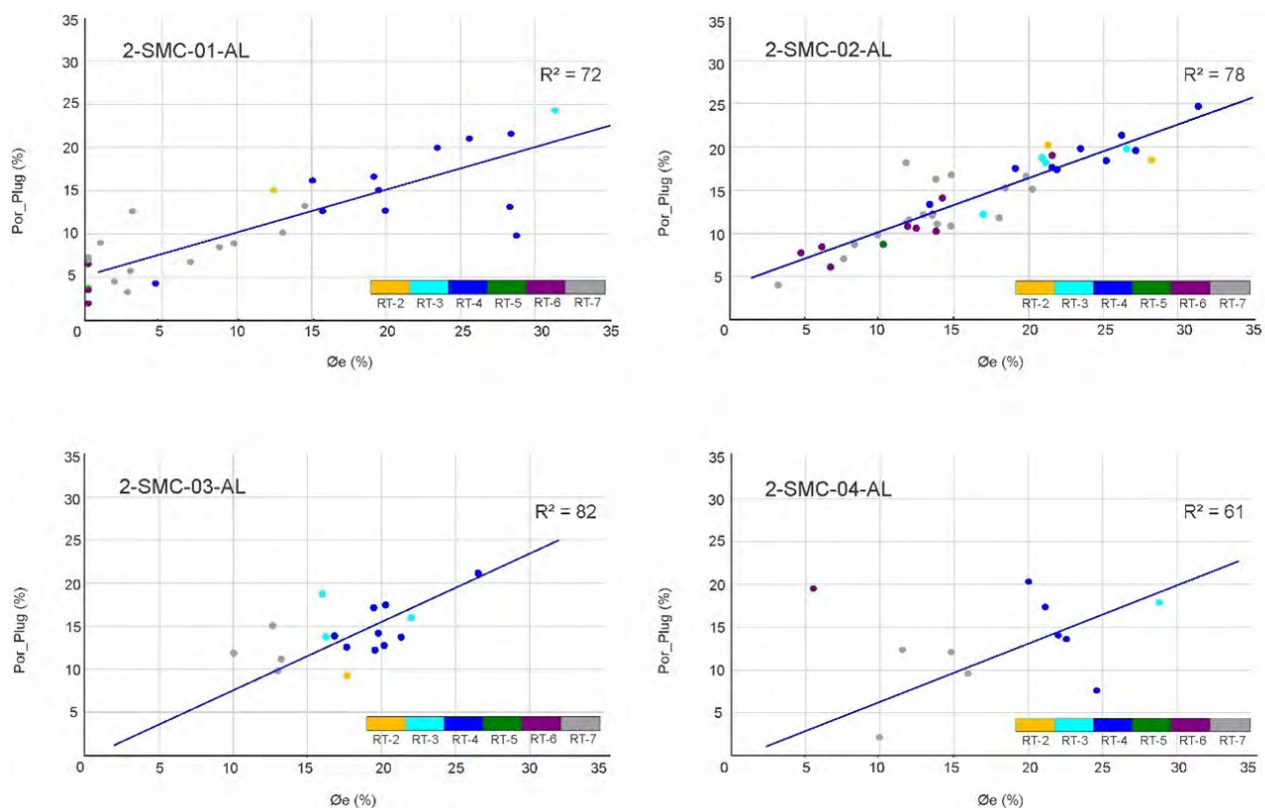 2-SMC-01-AL
R² = 72
35
30
25
20
15
10
5
Por_Plug (%)
RT-2 RT-3 RT-4 RT-5 RT-6 RT-7
0 5 10 15 20 25 30 35
Øe (%)
2-SMC-02-AL
R² = 78
35
30
25
20
15
10
5
Por_Plug (%)
RT-2 RT-3 RT-4 RT-5 RT-6 RT-7
0 5 10 15 20 25 30 35
Øe (%)
2-SMC-03-AL
R² = 82
35
30
25
20
15
10
5
Por_Plug (%)
RT-2 RT-3 RT-4 RT-5 RT-6 RT-7
0 5 10 15 20 25 30 35
Øe (%)
2-SMC-04-AL
R² = 61
35
30
25
20
15
10
5
Por_Plug (%)
RT-2 RT-3 RT-4 RT-5 RT-6 RT-7
0 5 10 15 20 25 30 35
Øe (%)